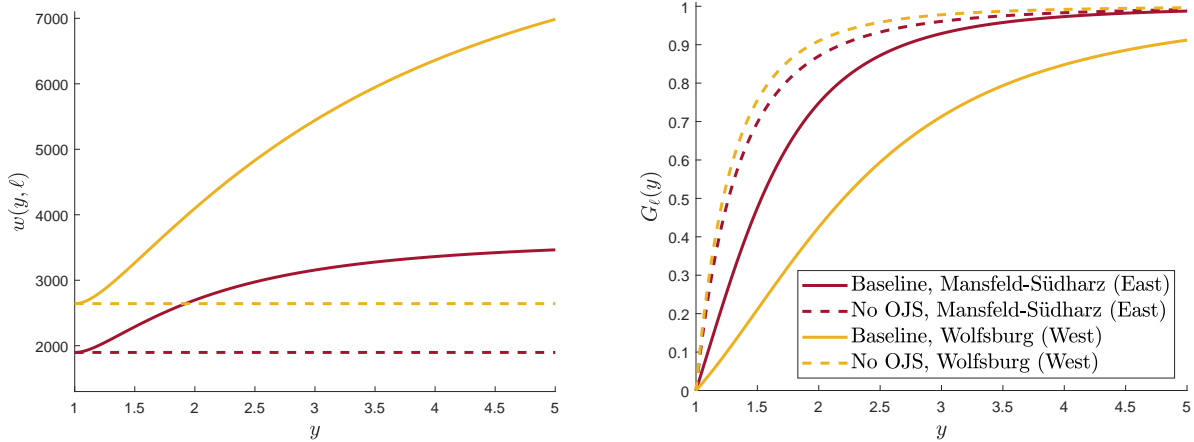 7000
6000
5000
4000
3000
2000
w(y, ℓ)
1 1.5 2 2.5 3 3.5 4 4.5 5
y
1
0.9
0.8
0.7
0.6
0.5
0.4
0.3
0.2
0.1
0
G_ℓ(y)
Baseline, Mansfeld-Südharz (East)
No OJS, Mansfeld-Südharz (East)
Baseline, Wolfsburg (West)
No OJS, Wolfsburg (West)
1 1.5 2 2.5 3 3.5 4 4.5 5
y